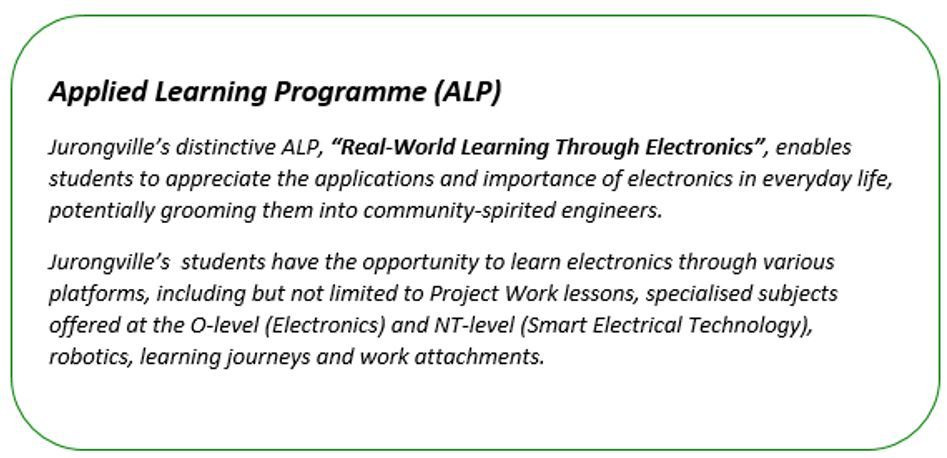 Applied Learning Programme (ALP)
Jurongville’s distinctive ALP, “Real-World Learning Through Electronics”, enables
students to appreciate the applications and importance of electronics in everyday life,
potentially grooming them into community-spirited engineers.
Jurongville’s  students have the opportunity to learn electronics through various
platforms, including but not limited to Project Work lessons, specialised subjects
offered at the O-level (Electronics) and NT-level (Smart Electrical Technology),
robotics, learning journeys and work attachments.